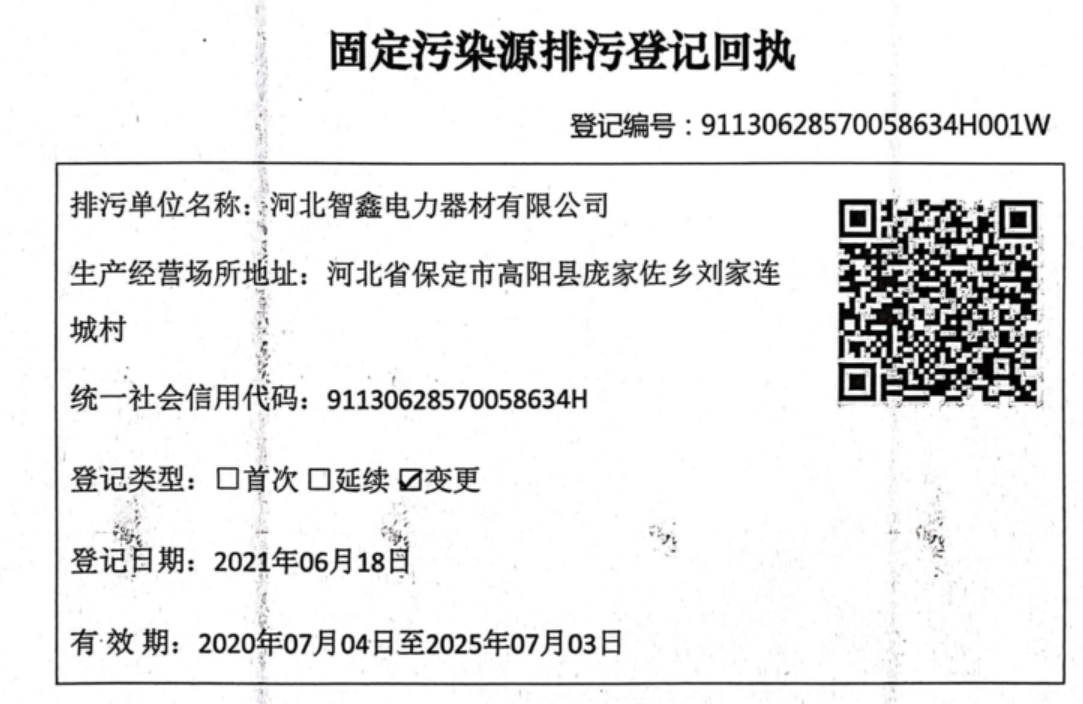 固定污染源排污登记回执
登记编号：91130628570058634H001W
排污单位名称：河北智鑫电力器材有限公司
生产经营场所地址：河北省保定市高阳县庞家佐乡刘家连
城村
统一社会信用代码：91130628570058634H
登记类型：□首次 □延续 ☑变更
登记日期：2021年06月18日
有 效 期：2020年07月04日至2025年07月03日